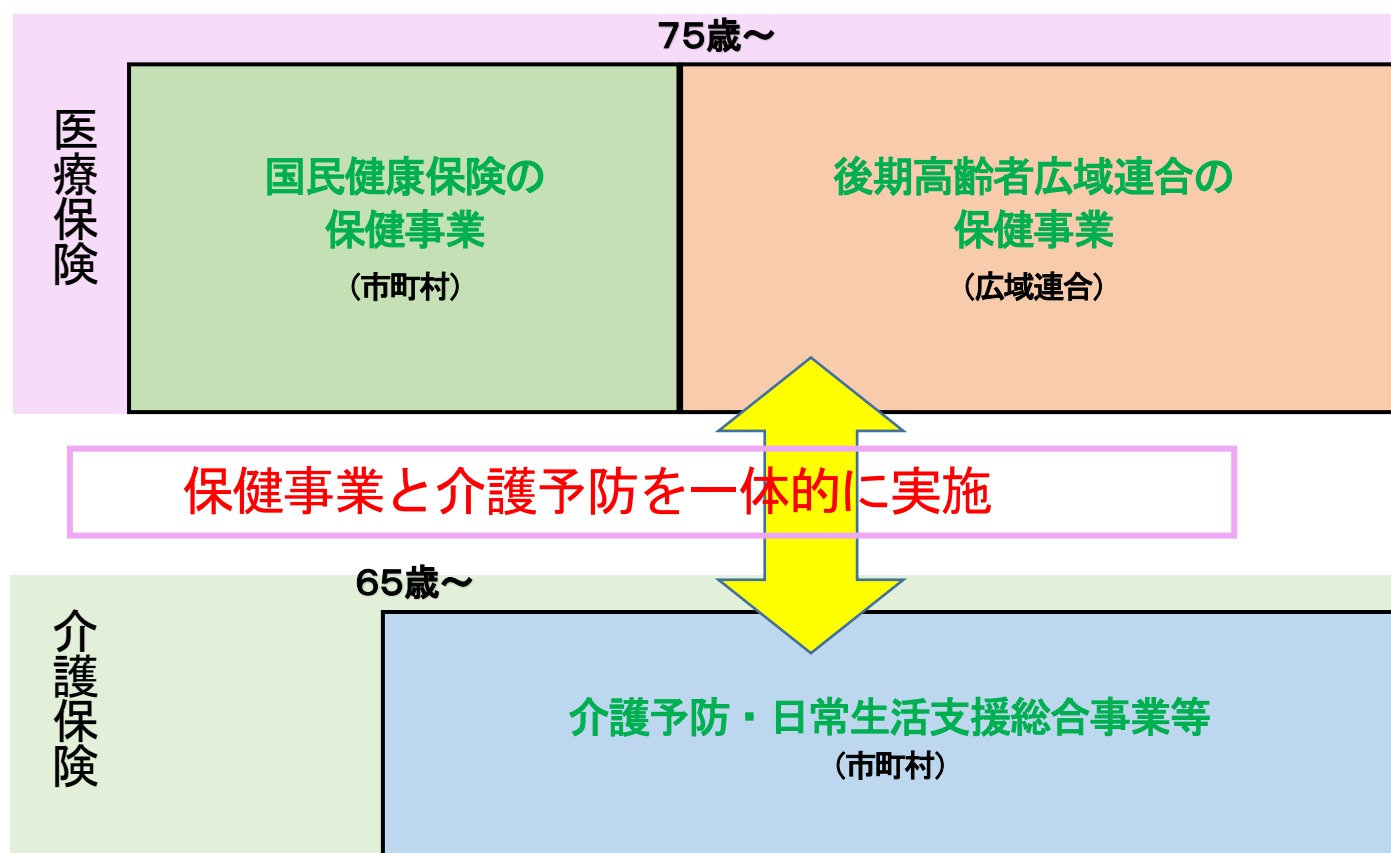 75歳～
医療保険
国民健康保険の
保健事業
（市町村）
後期高齢者広域連合の
保健事業
（広域連合）
保健事業と介護予防を一体的に実施
65歳～
介護保険
介護予防・日常生活支援総合事業等
（市町村）